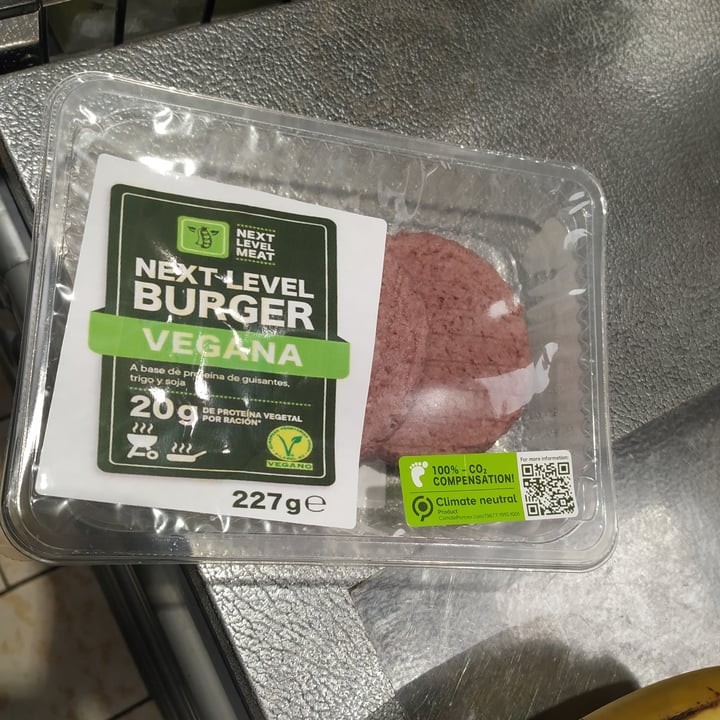 NEXT
LEVEL
MEAT
NEXT LEVEL
BURGER
VEGANA
A base de proteína de guisantes,
trigo y soja
20g DE PROTEÍNA VEGETAL
POR RACIÓN*
VEGANO
227g℮
100% - CO₂
COMPENSATION!
Climate neutral
Product
For more information: